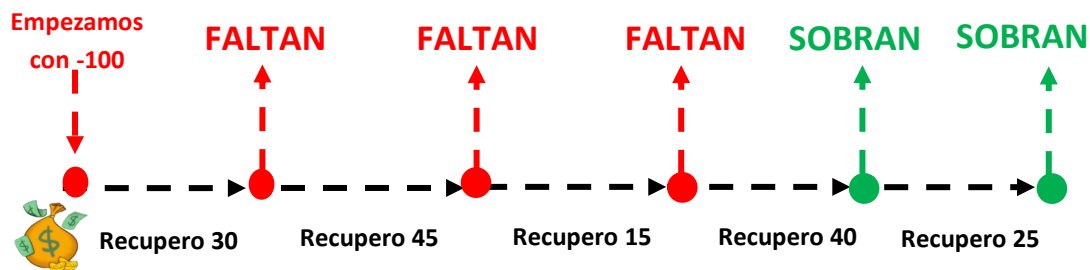 Empezamos
con -100
FALTAN
FALTAN
FALTAN
SOBRAN
SOBRAN
Recupero 30
Recupero 45
Recupero 15
Recupero 40
Recupero 25